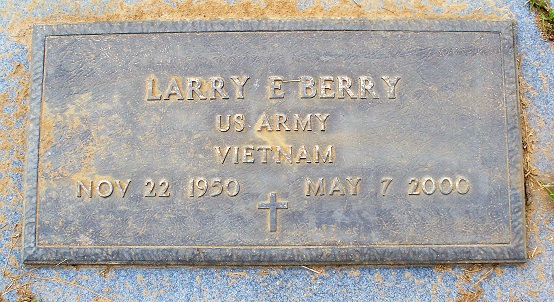 LARRY E BERRY
US ARMY
VIETNAM
NOV 22 1950 MAY 7 2000